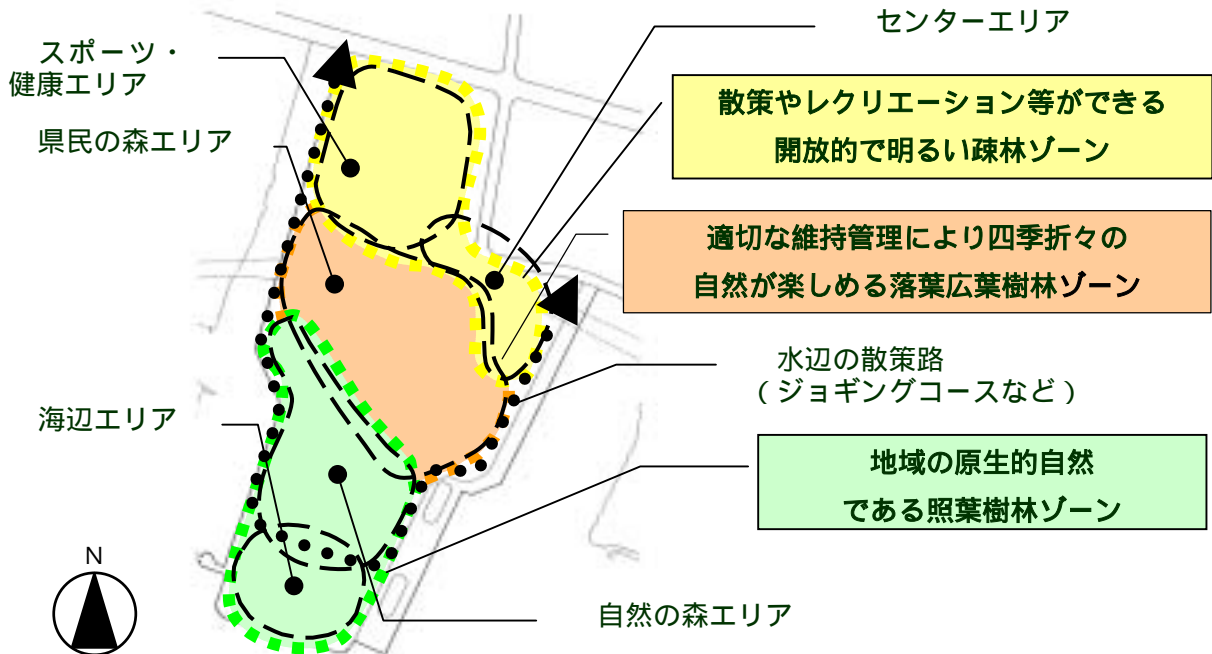 センターエリア
スポーツ・
健康エリア
散策やレクリエーション等ができる
開放的で明るい疎林ゾーン
県民の森エリア
適切な維持管理により四季折々の
自然が楽しめる落葉広葉樹林ゾーン
水辺の散策路
(ジョギングコースなど)
海辺エリア
地域の原生的自然
である照葉樹林ゾーン
N
自然の森エリア